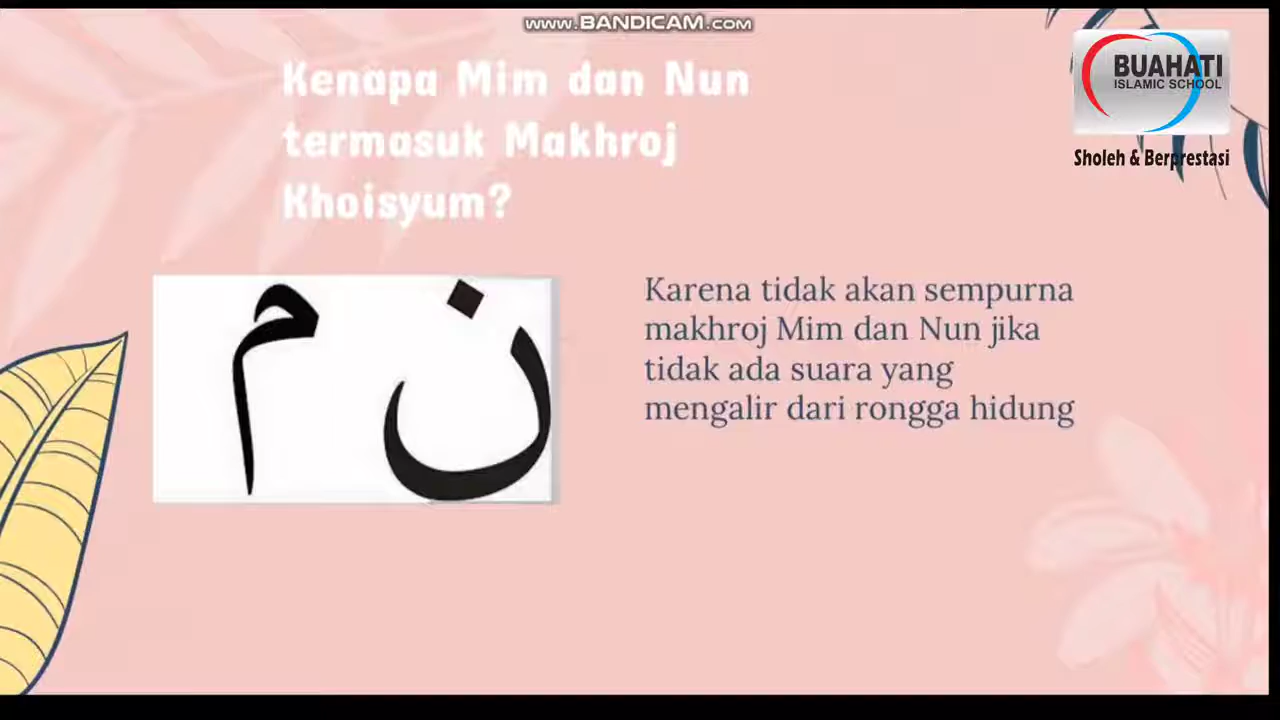 www.BANDICAM.com
BUAHATI
ISLAMIC SCHOOL
Sholeh & Berprestasi
Kenapa Mim dan Nun
termasuk Makhroj
Khoisyum?
ن م
Karena tidak akan sempurna
makhroj Mim dan Nun jika
tidak ada suara yang
mengalir dari rongga hidung